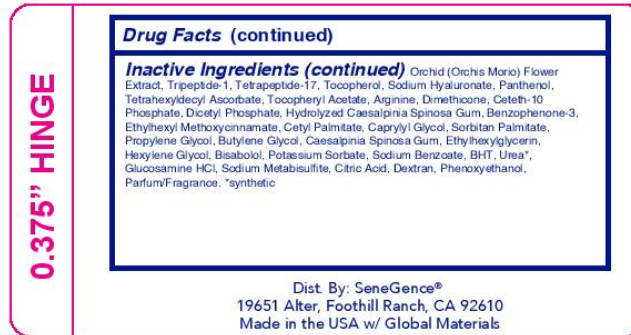 0.375” HINGE
Drug Facts (continued)
Inactive Ingredients (continued) Orchid (Orchis Morio) Flower
Extract, Tripeptide-1, Tetrapeptide-17, Tocopherol, Sodium Hyaluronate, Panthenol,
Tetrahexyldecyl Ascorbate, Tocopheryl Acetate, Arginine, Dimethicone, Ceteth-10
Phosphate, Dicetyl Phosphate, Hydrolyzed Caesalpinia Spinosa Gum, Benzophenone-3,
Ethylhexyl Methoxycinnamate, Cetyl Palmitate, Caprylyl Glycol, Sorbitan Palmitate,
Propylene Glycol, Butylene Glycol, Caesalpinia Spinosa Gum, Ethylhexylglycerin,
Hexylene Glycol, Bisabolol, Potassium Sorbate, Sodium Benzoate, BHT, Urea*,
Glucosamine HCl, Sodium Metabisulfite, Citric Acid, Dextran, Phenoxyethanol,
Parfum/Fragrance. *synthetic
Dist. By: SeneGence®
19651 Alter, Foothill Ranch, CA 92610
Made in the USA w/ Global Materials